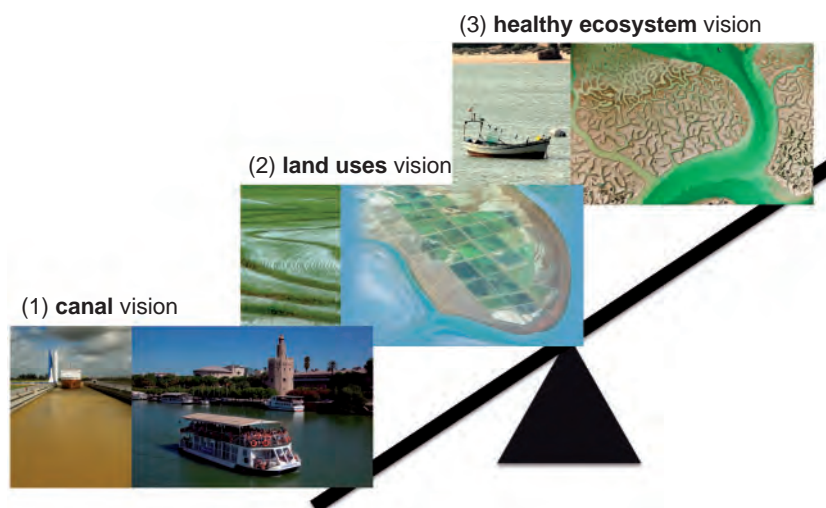 (3) healthy ecosystem vision
(2) land uses vision
(1) canal vision